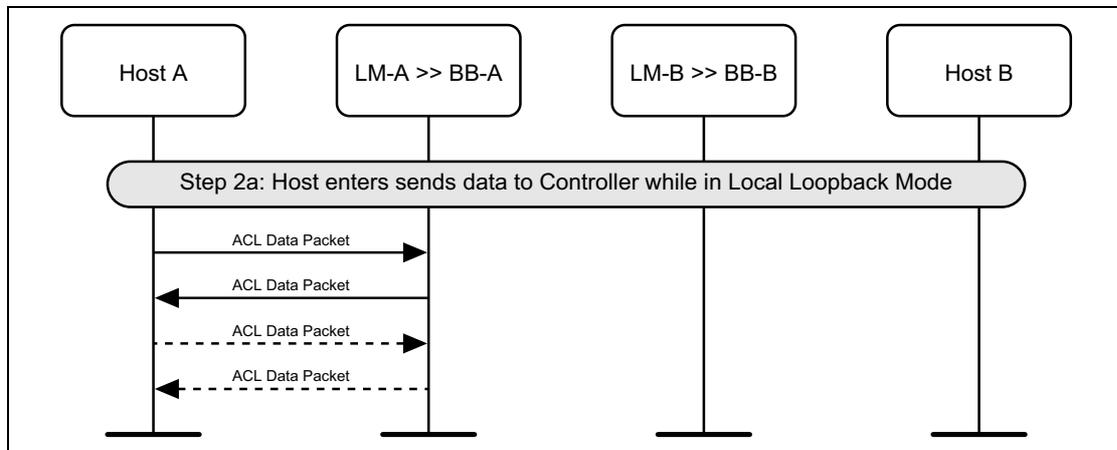 Host A
LM-A >> BB-A
LM-B >> BB-B
Host B
Step 2a: Host enters sends data to Controller while in Local Loopback Mode
ACL Data Packet
ACL Data Packet
ACL Data Packet
ACL Data Packet